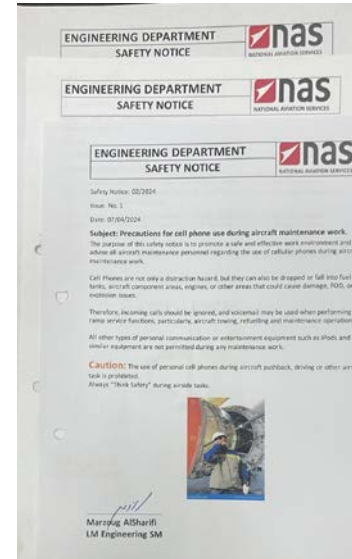 ENGINEERING DEPARTMENT
SAFETY NOTICE
nas
NATIONAL AVIATION SERVICES
ENGINEERING DEPARTMENT
SAFETY NOTICE
nas
NATIONAL AVIATION SERVICES
ENGINEERING DEPARTMENT
SAFETY NOTICE
nas
NATIONAL AVIATION SERVICES
Safety Notice: 02/2024
Issue: No. 1
Date: 07/04/2024
Subject: Precautions for cell phone use during aircraft maintenance work.
The purpose of this safety notice is to promote a safe and effective work environment and
advise all aircraft maintenance personnel regarding the use of cellular phones during
maintenance work.
Cell Phones are not only a distraction hazard, but they can also be dropped or fall into fuel
tanks, aircraft component areas, engines, or other areas that could cause damage, FOD, or
explosion issues.
Therefore, incoming calls should be ignored, and voicemail may be used when performing
ramp service functions, particularly, aircraft towing, refueling and maintenance
All other types of personal communication or entertainment equipment such as iPods and
similar equipment are not permitted during any maintenance work.
Caution: The use of personal cell phones during aircraft pushback, driving or other
task is prohibited.
Always "Think Safety" during airside tasks.
Marzoug AlSharifi
LM Engineering SM